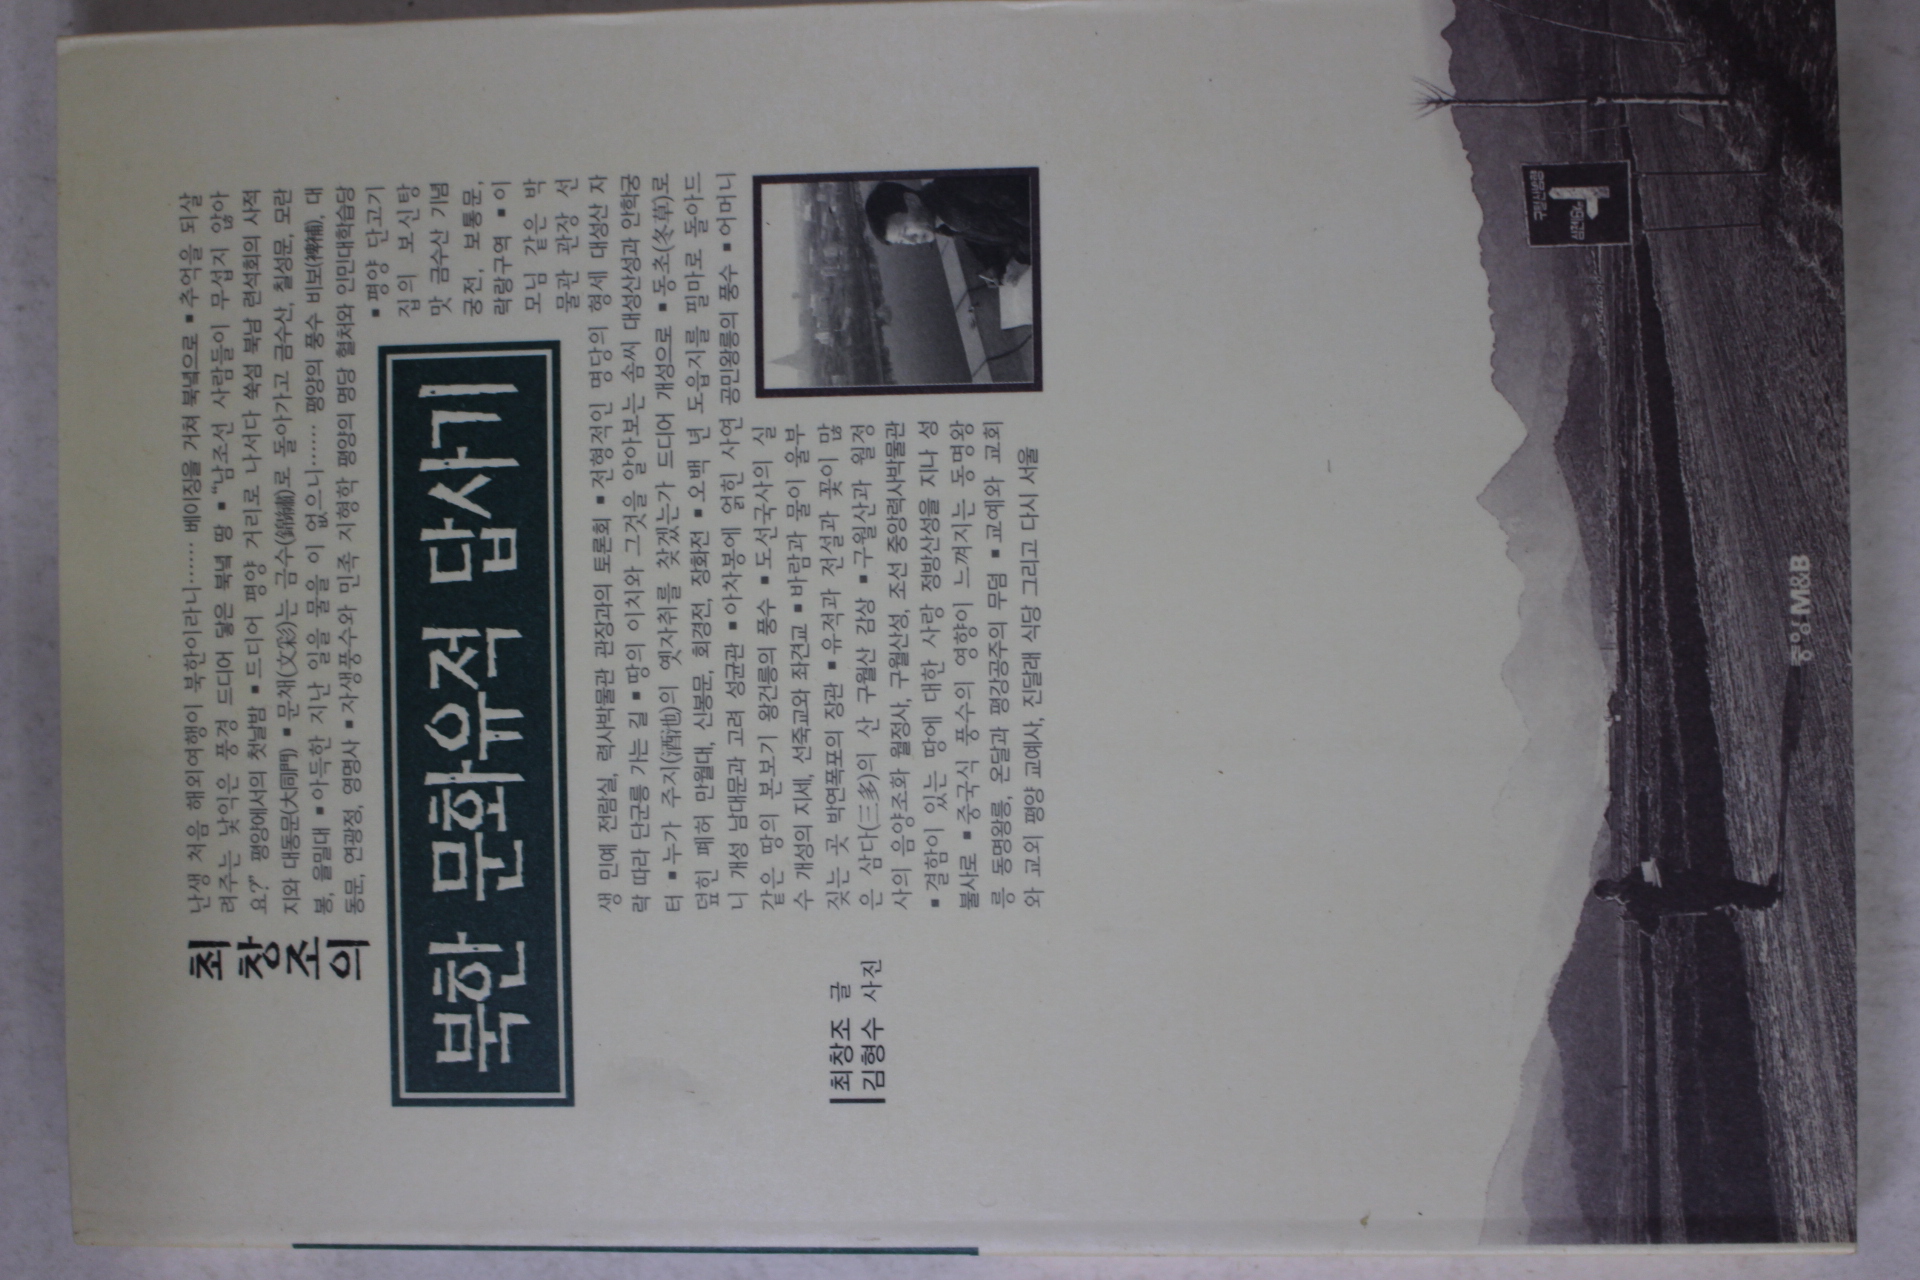 최
창
조
의
북한 문화유적 답사기
난생 처음 해외여행이 북한이라니…… 베이징을 거쳐 북녘으로 ■ 추억을 되살
려주는 낯익은 풍경 드디어 닿은 북녘 땅 ■ “남조선 사람들이 무섭지 않아
요?” 평양에서의 첫날밤 ■ 드디어 평양 거리로 나서다 쑥섬 북남 련석회의 사적
지와 대동문(大同門) ■ 문채(文彩)는 금수(錦繡)로 돌아가고 금수산, 칠성문, 모란
봉, 을밀대 ■ 아득한 지난 일을 물을 이 없으니…… 평양의 풍수 비보(裨補), 대
동문, 연광정, 영명사 ■ 자생풍수와 민족 지형학 평양의 명당 혈처와 인민대학습당
■ 평양 단고기
집의 보신탕
맛 금수산 기념
궁전, 보통문,
락랑구역 ■ 이
모님 같은 박
물관 관장 선
생 민예 전람실, 력사박물관 관장과의 토론회 ■ 전형적인 명당의 형세 대성산 자
락 따라 단군릉 가는 길 ■ 땅의 이치와 그것을 알아보는 솜씨 대성산성과 안학궁
터 ■ 누가 주지(酒池)의 옛자취를 찾겠는가 드디어 개성으로 ■ 동초(冬草)로
덮힌 폐허 만월대, 신봉문, 회경전, 장화전 ■ 오백 년 도읍지를 필마로 돌아드
니 개성 남대문과 고려 성균관 ■ 아차봉에 얽힌 사연 공민왕릉의 풍수 ■ 어머니
같은 땅의 본보기 왕건릉의 풍수 ■ 도선국사의 실
수 개성의 지세, 선죽교와 좌견교 ■ 바람과 물이 울부
짖는 곳 박연폭포의 장관 ■ 유적과 전설과 꽃이 많
은 삼다(三多)의 산 구월산 감상 ■ 구월산과 월정
사의 음양조화 월정사, 구월산성, 조선 중앙력사박물관
■ 결함이 있는 땅에 대한 사랑 정방산성을 지나 성
불사로 ■ 중국식 풍수의 영향이 느껴지는 동명왕
릉 동명왕릉, 온달과 평강공주의 무덤 ■ 교예와 교회
와 교외 평양 교예사, 진달래 식당 그리고 다시 서울
최창조 글
김형수 사진
구월산방향
삼천방향
중앙M&B